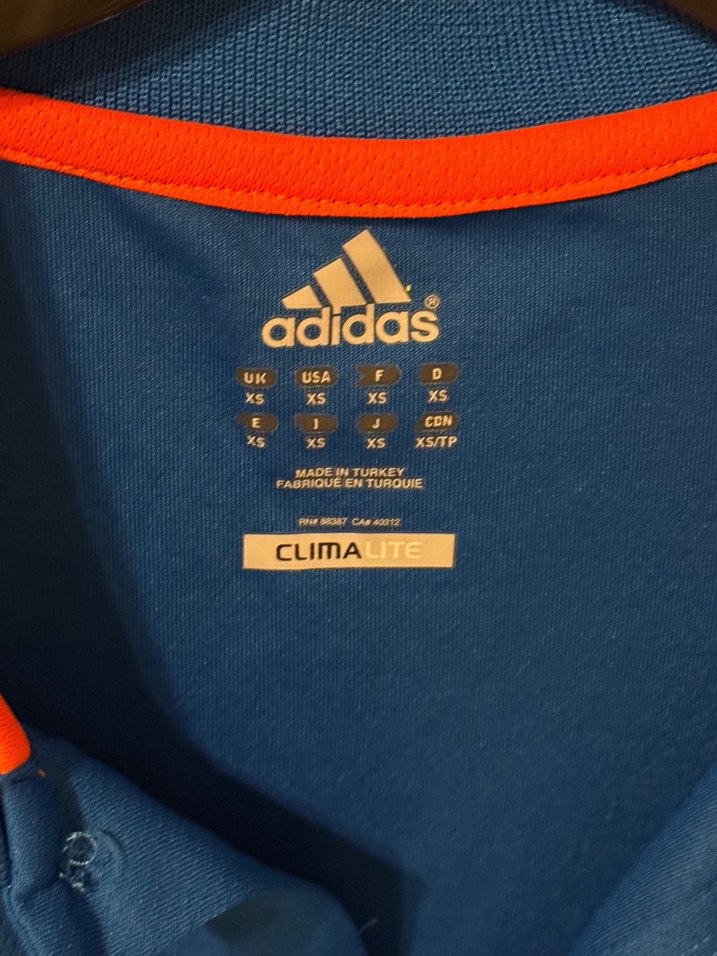 adidas®
UK USA F D
XS XS XS XS
E I J CDN
XS XS XS XS/TP
MADE IN TURKEY
FABRIQUÉ EN TURQUIE
RN# 88387 CA# 40312
CLIMALITE